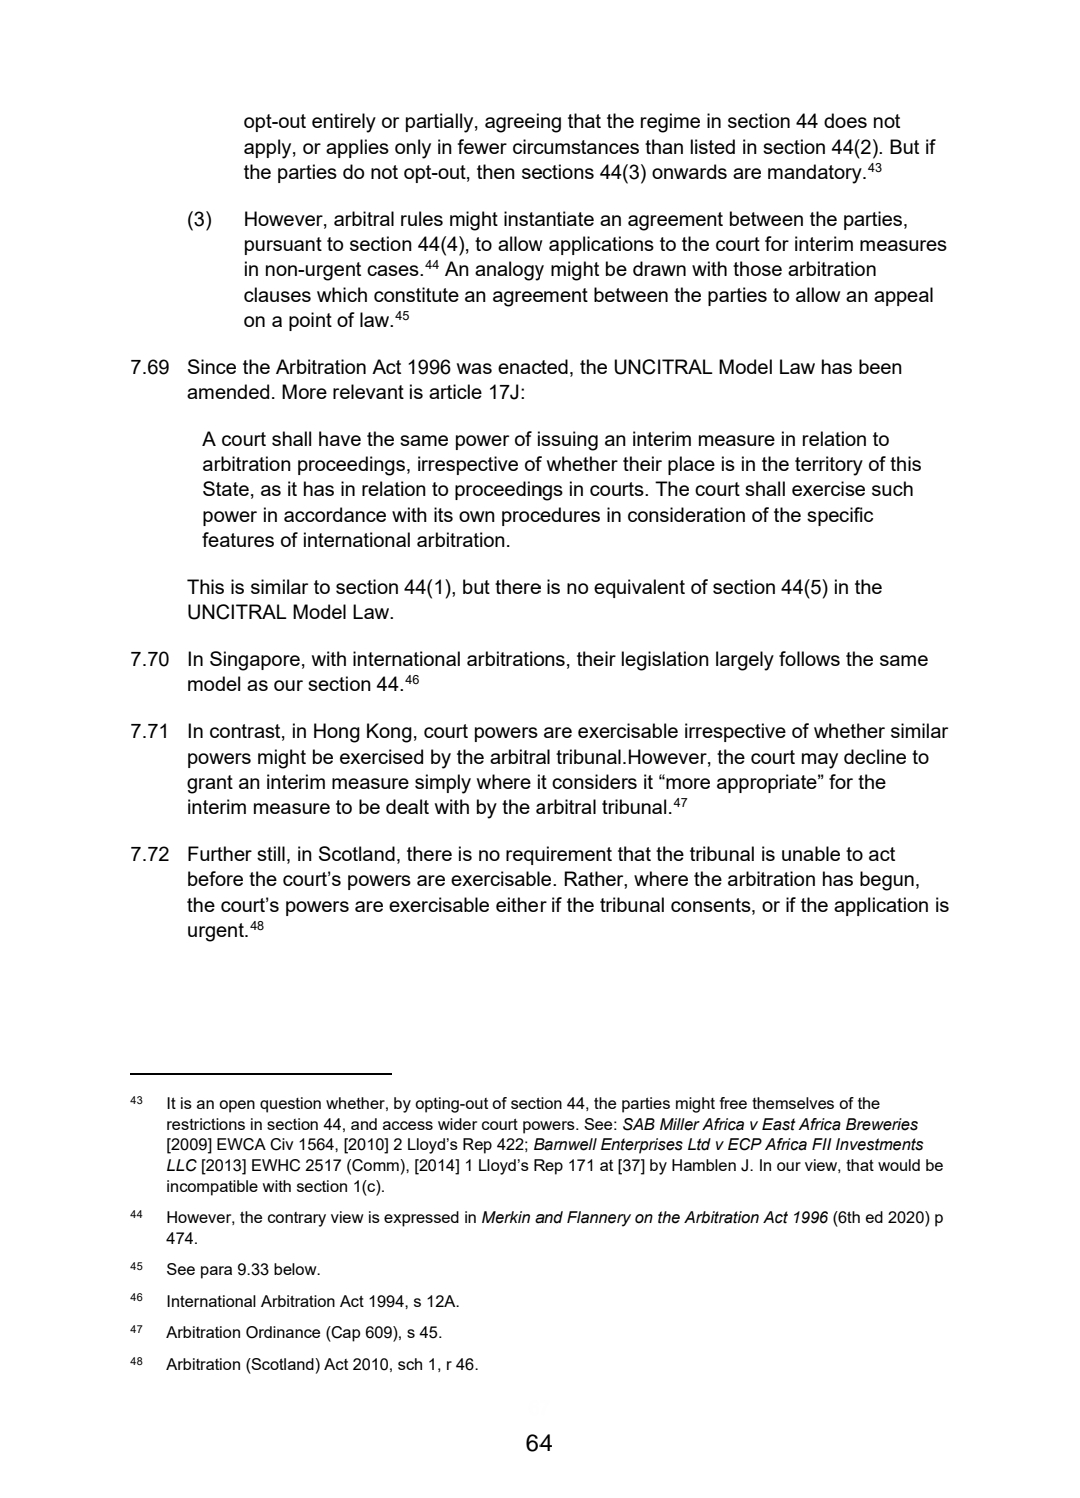 opt-out entirely or partially, agreeing that the regime in section 44 does not
apply, or applies only in fewer circumstances than listed in section 44(2). But if
the parties do not opt-out, then sections 44(3) onwards are mandatory.43
(3) However, arbitral rules might instantiate an agreement between the parties,
pursuant to section 44(4), to allow applications to the court for interim measures
in non-urgent cases.44 An analogy might be drawn with those arbitration
clauses which constitute an agreement between the parties to allow an appeal
on a point of law.45
7.69 Since the Arbitration Act 1996 was enacted, the UNCITRAL Model Law has been
amended. More relevant is article 17J:
A court shall have the same power of issuing an interim measure in relation to
arbitration proceedings, irrespective of whether their place is in the territory of this
State, as it has in relation to proceedings in courts. The court shall exercise such
power in accordance with its own procedures in consideration of the specific
features of international arbitration.
This is similar to section 44(1), but there is no equivalent of section 44(5) in the
UNCITRAL Model Law.
7.70 In Singapore, with international arbitrations, their legislation largely follows the same
model as our section 44.46
7.71 In contrast, in Hong Kong, court powers are exercisable irrespective of whether similar
powers might be exercised by the arbitral tribunal.However, the court may decline to
grant an interim measure simply where it considers it “more appropriate” for the
interim measure to be dealt with by the arbitral tribunal.47
7.72 Further still, in Scotland, there is no requirement that the tribunal is unable to act
before the court’s powers are exercisable. Rather, where the arbitration has begun,
the court’s powers are exercisable either if the tribunal consents, or if the application is
urgent.48
43 It is an open question whether, by opting-out of section 44, the parties might free themselves of the
restrictions in section 44, and access wider court powers. See: SAB Miller Africa v East Africa Breweries
[2009] EWCA Civ 1564, [2010] 2 Lloyd’s Rep 422; Barnwell Enterprises Ltd v ECP Africa FII Investments
LLC [2013] EWHC 2517 (Comm), [2014] 1 Lloyd’s Rep 171 at [37] by Hamblen J. In our view, that would be
incompatible with section 1(c).
44 However, the contrary view is expressed in Merkin and Flannery on the Arbitration Act 1996 (6th ed 2020) p
474.
45 See para 9.33 below.
46 International Arbitration Act 1994, s 12A.
47 Arbitration Ordinance (Cap 609), s 45.
48 Arbitration (Scotland) Act 2010, sch 1, r 46.
64